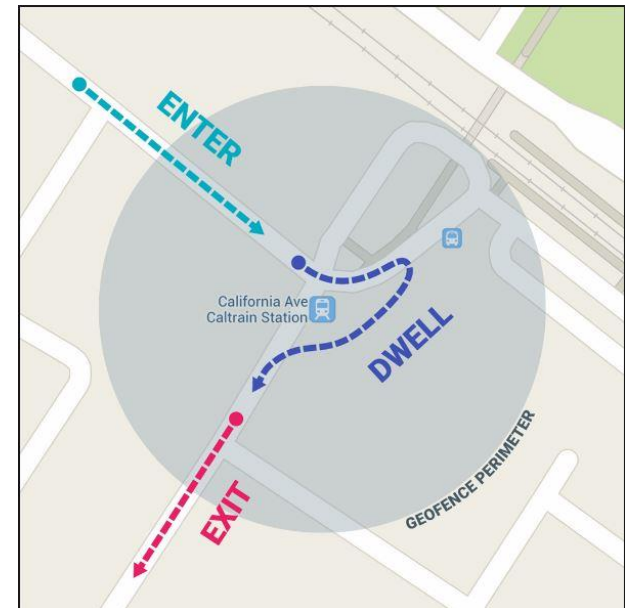 ENTER
California Ave
Caltrain Station
DWELL
GEOFENCE PERIMETER
EXIT